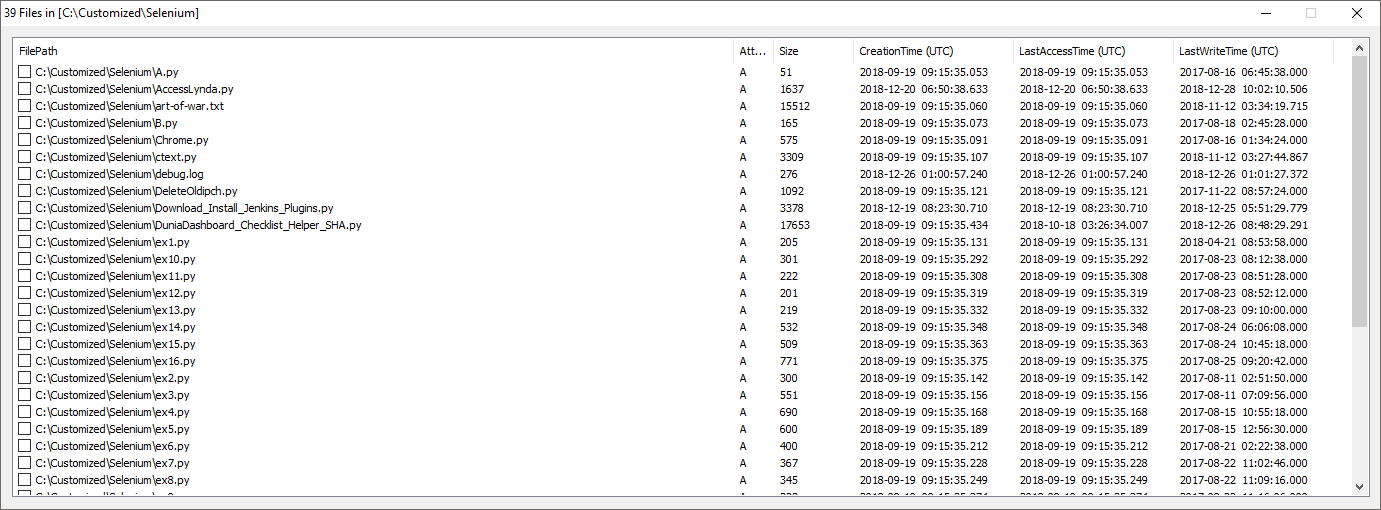 39 Files in [C:\Customized\Selenium]
FilePath Att... Size CreationTime (UTC) LastAccessTime (UTC) LastWriteTime (UTC)
C:\Customized\Selenium\A.py A 51 2018-09-19 09:15:35.053 2018-09-19 09:15:35.053 2017-08-16 06:45:38.000
C:\Customized\Selenium\AccessLynda.py A 1637 2018-12-20 06:50:38.633 2018-12-20 06:50:38.633 2018-12-28 10:02:10.506
C:\Customized\Selenium\art-of-war.txt A 15512 2018-09-19 09:15:35.060 2018-09-19 09:15:35.060 2018-11-12 03:34:19.715
C:\Customized\Selenium\B.py A 165 2018-09-19 09:15:35.073 2018-09-19 09:15:35.073 2017-08-18 02:45:28.000
C:\Customized\Selenium\Chrome.py A 575 2018-09-19 09:15:35.091 2018-09-19 09:15:35.091 2017-08-16 01:34:24.000
C:\Customized\Selenium\ctext.py A 3309 2018-09-19 09:15:35.107 2018-09-19 09:15:35.107 2018-11-12 03:27:44.867
C:\Customized\Selenium\debug.log A 276 2018-12-26 01:00:57.240 2018-12-26 01:00:57.240 2018-12-26 01:01:27.372
C:\Customized\Selenium\DeleteOldipch.py A 1092 2018-09-19 09:15:35.121 2018-09-19 09:15:35.121 2017-11-22 08:57:24.000
C:\Customized\Selenium\Download_Install_Jenkins_Plugins.py A 3378 2018-12-19 08:23:30.710 2018-12-19 08:23:30.710 2018-12-25 05:51:29.779
C:\Customized\Selenium\DuniaDashboard_Checklist_Helper_SHA.py A 17653 2018-09-19 09:15:35.434 2018-10-18 03:26:34.007 2018-12-26 08:48:29.291
C:\Customized\Selenium\ex1.py A 205 2018-09-19 09:15:35.131 2018-09-19 09:15:35.131 2018-04-21 08:53:58.000
C:\Customized\Selenium\ex10.py A 301 2018-09-19 09:15:35.292 2018-09-19 09:15:35.292 2017-08-23 08:12:38.000
C:\Customized\Selenium\ex11.py A 222 2018-09-19 09:15:35.308 2018-09-19 09:15:35.308 2017-08-23 08:51:28.000
C:\Customized\Selenium\ex12.py A 201 2018-09-19 09:15:35.319 2018-09-19 09:15:35.319 2017-08-23 08:52:12.000
C:\Customized\Selenium\ex13.py A 219 2018-09-19 09:15:35.332 2018-09-19 09:15:35.332 2017-08-23 09:10:00.000
C:\Customized\Selenium\ex14.py A 532 2018-09-19 09:15:35.348 2018-09-19 09:15:35.348 2017-08-24 06:06:08.000
C:\Customized\Selenium\ex15.py A 509 2018-09-19 09:15:35.363 2018-09-19 09:15:35.363 2017-08-24 10:45:18.000
C:\Customized\Selenium\ex16.py A 771 2018-09-19 09:15:35.375 2018-09-19 09:15:35.375 2017-08-25 09:20:42.000
C:\Customized\Selenium\ex2.py A 300 2018-09-19 09:15:35.142 2018-09-19 09:15:35.142 2017-08-11 02:51:50.000
C:\Customized\Selenium\ex3.py A 551 2018-09-19 09:15:35.156 2018-09-19 09:15:35.156 2017-08-11 07:09:56.000
C:\Customized\Selenium\ex4.py A 690 2018-09-19 09:15:35.168 2018-09-19 09:15:35.168 2017-08-15 10:55:18.000
C:\Customized\Selenium\ex5.py A 600 2018-09-19 09:15:35.189 2018-09-19 09:15:35.189 2017-08-15 12:56:30.000
C:\Customized\Selenium\ex6.py A 400 2018-09-19 09:15:35.212 2018-09-19 09:15:35.212 2017-08-21 02:22:38.000
C:\Customized\Selenium\ex7.py A 367 2018-09-19 09:15:35.228 2018-09-19 09:15:35.228 2017-08-22 11:02:46.000
C:\Customized\Selenium\ex8.py A 345 2018-09-19 09:15:35.249 2018-09-19 09:15:35.249 2017-08-22 11:09:16.000